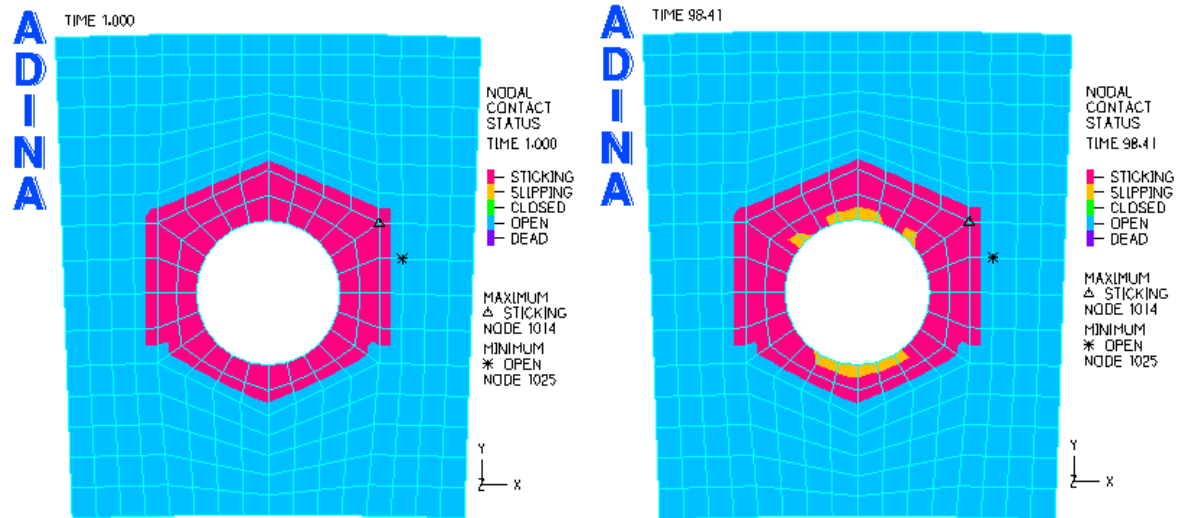 ADINA
TIME 1.000
NODAL
CONTACT
STATUS
TIME 1.000
STICKING
SLIPPING
CLOSED
OPEN
DEAD
MAXIMUM
△ STICKING
NODE 1014
MINIMUM
✳ OPEN
NODE 1025
Y
Z X
ADINA
TIME 98.41
NODAL
CONTACT
STATUS
TIME 98.41
STICKING
SLIPPING
CLOSED
OPEN
DEAD
MAXIMUM
△ STICKING
NODE 1014
MINIMUM
✳ OPEN
NODE 1025
Y
Z X